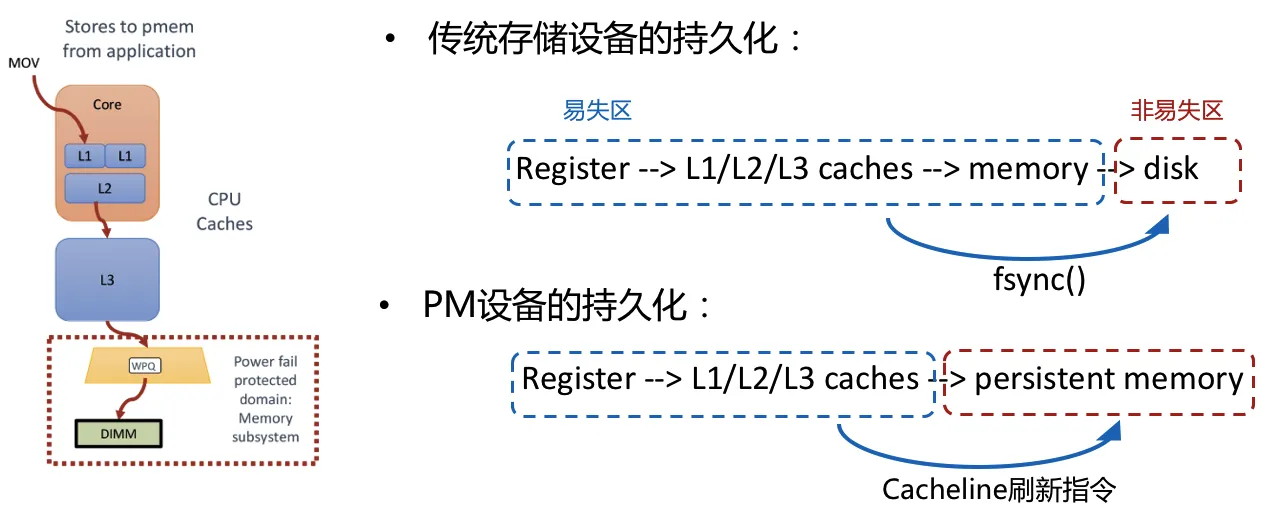 Stores to pmem
from application
MOV
Core
L1 L1
L2
CPU
Caches
L3
WPQ
DIMM
Power fail
protected
domain:
Memory
subsystem
• 传统存储设备的持久化：
易失区 非易失区
Register --> L1/L2/L3 caches --> memory --> disk
fsync()
• PM设备的持久化：
Register --> L1/L2/L3 caches --> persistent memory
Cacheline刷新指令